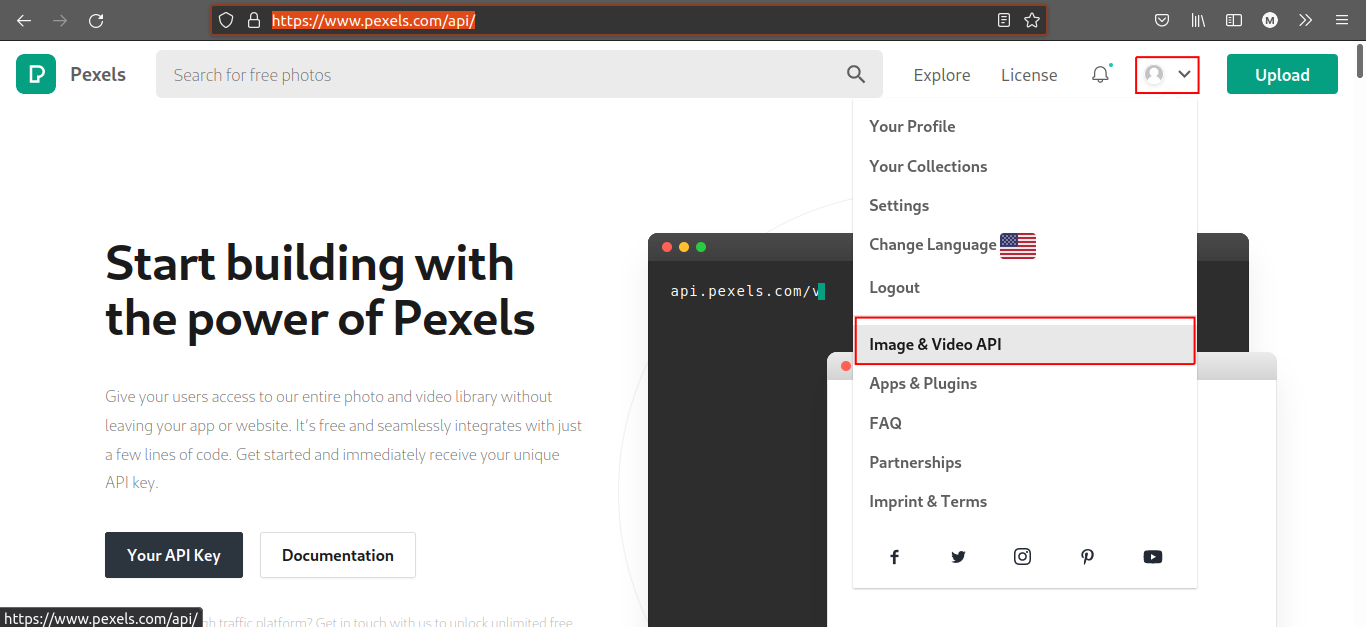 https://www.pexels.com/api/
M
Pexels
Search for free photos
Explore
License
Upload
Your Profile
Your Collections
Settings
Change Language
Logout
Image & Video API
Apps & Plugins
FAQ
Partnerships
Imprint & Terms
Start building with
the power of Pexels
Give your users access to our entire photo and video library without
leaving your app or website. It's free and seamlessly integrates with just
a few lines of code. Get started and immediately receive your unique
API key.
Your API Key
Documentation
api.pexels.com/v
traffic platform? Get in touch with us to unlock unlimited free
https://www.pexels.com/api/